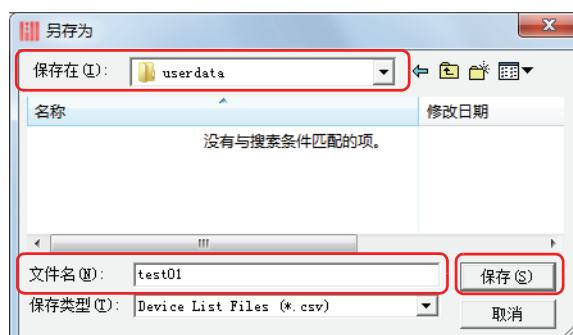 另存为
保存在(I): userdata
名称 修改日期
没有与搜索条件匹配的项。
文件名(N): test01 保存(S)
保存类型(T): Device List Files (*.csv) 取消